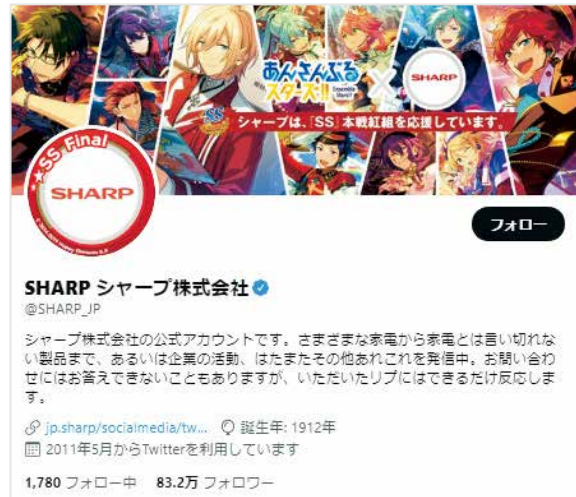 あんさんぶる
スターズ!!
Ensemble Stars!!
×
SHARP
シャープは、「SS」本戦紅組を応援しています。
SS Final
SHARP
フォロー
SHARP シャープ株式会社
@SHARP_JP
シャープ株式会社の公式アカウントです。さまざまな家電から家電とは言い切れな
い製品まで、あるいは企業の活動、はたまたその他あれこれを発信中。お問い合わ
せにはお答えできないこともありますが、いただいたリプにはできるだけ反応しま
す。
jp.sharp/socialmedia/tw... 誕生年: 1912年
2011年5月からTwitterを利用しています
1,780 フォロー中 83.2万 フォロワー